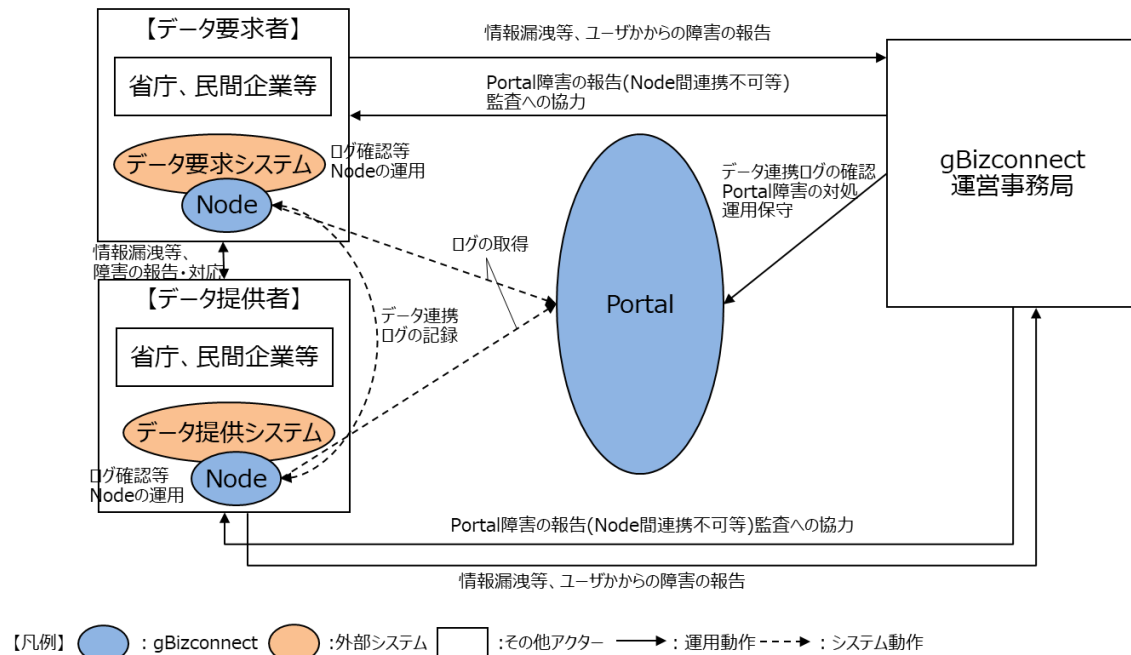 【データ要求者】
省庁、民間企業等
データ要求システム
Node
ログ確認等
Nodeの運用
情報漏洩等、ユーザかからの障害の報告
Portal障害の報告(Node間連携不可等)
監査への協力
gBizconnect
運営事務局
データ連携ログの確認
Portal障害の対処
運用保守
情報漏洩等、
障害の報告・対応
ログの取得
Portal
データ連携
ログの記録
【データ提供者】
省庁、民間企業等
データ提供システム
Node
ログ確認等
Nodeの運用
Portal障害の報告(Node間連携不可等)監査への協力
情報漏洩等、ユーザかからの障害の報告
【凡例】 : gBizconnect :外部システム :その他アクター : 運用動作 : システム動作